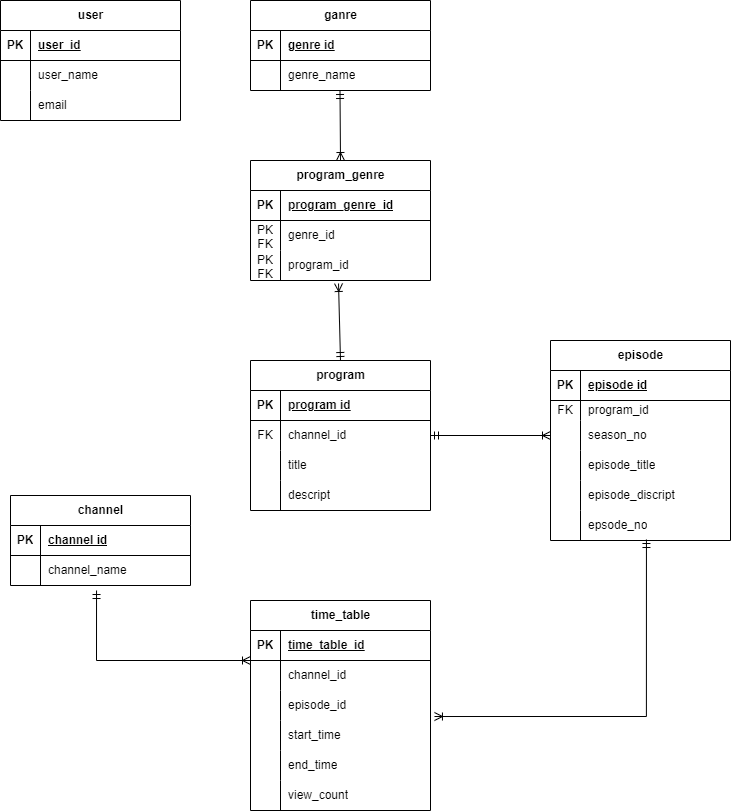 user
PK user_id
user_name
email
ganre
PK genre id
genre_name
program_genre
PK program_genre_id
PK
FK genre_id
PK
FK program_id
program
PK program id
FK channel_id
title
descript
episode
PK episode id
FK program_id
season_no
episode_title
episode_discript
epsode_no
channel
PK channel id
channel_name
time_table
PK time_table_id
channel_id
episode_id
start_time
end_time
view_count